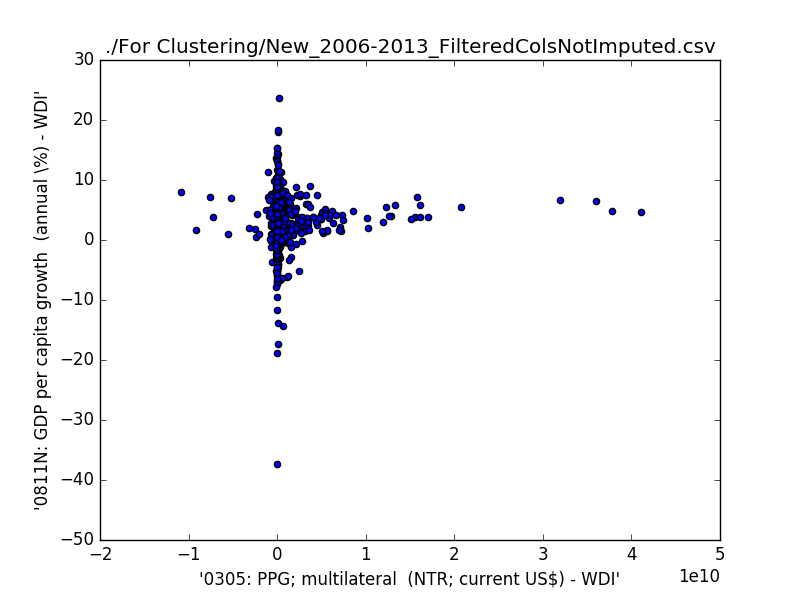 ./For Clustering/New_2006-2013_FilteredColsNotImputed.csv
30
20
10
0
−10
−20
−30
−40
−50
'0811N: GDP per capita growth  (annual \%) - WDI'
−2 −1 0 1 2 3 4 5
1e10
'0305: PPG; multilateral  (NTR; current US$) - WDI'